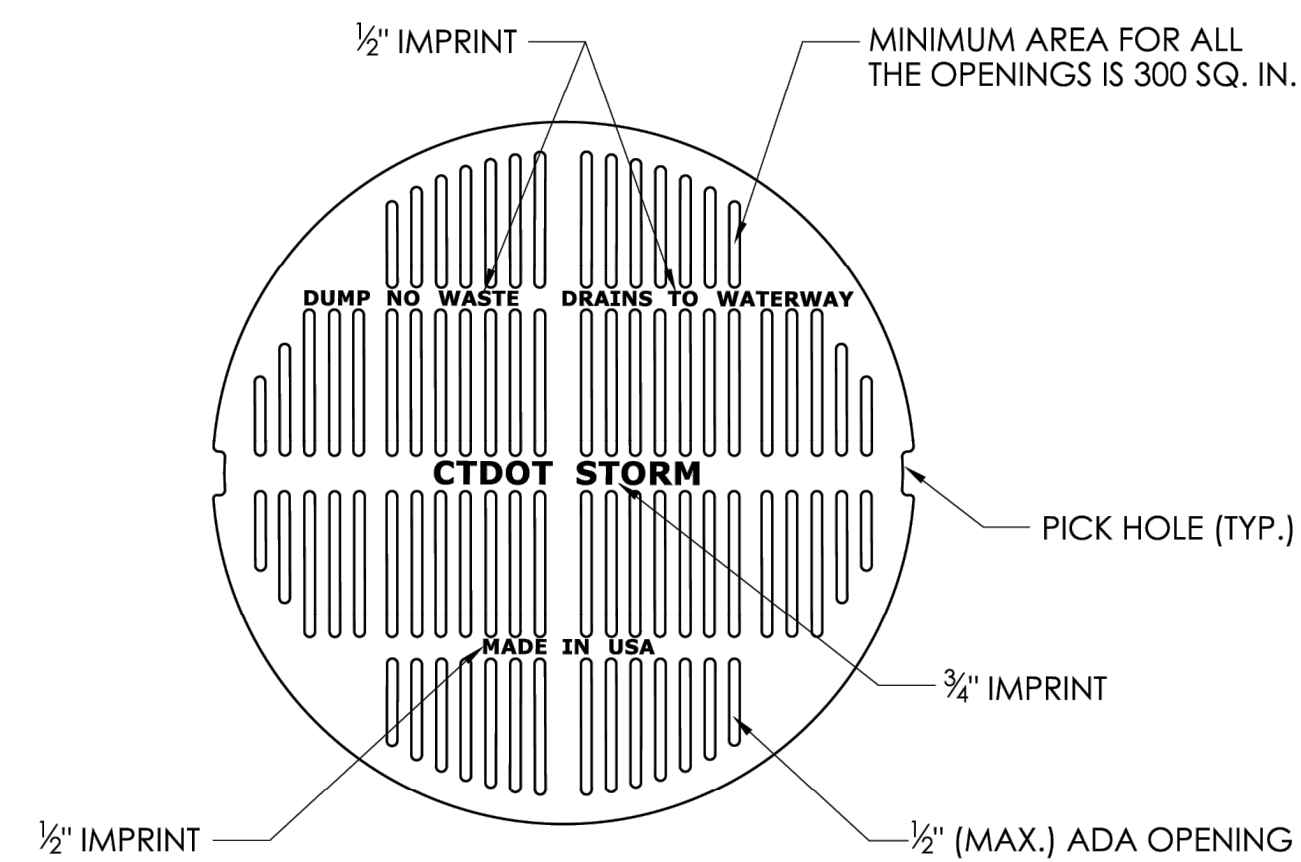 ½" IMPRINT
MINIMUM AREA FOR ALL
THE OPENINGS IS 300 SQ. IN.
DUMP NO WASTE DRAINS TO WATERWAY
CTDOT STORM
PICK HOLE (TYP.)
MADE IN USA
¾" IMPRINT
½" IMPRINT
½" (MAX.) ADA OPENING